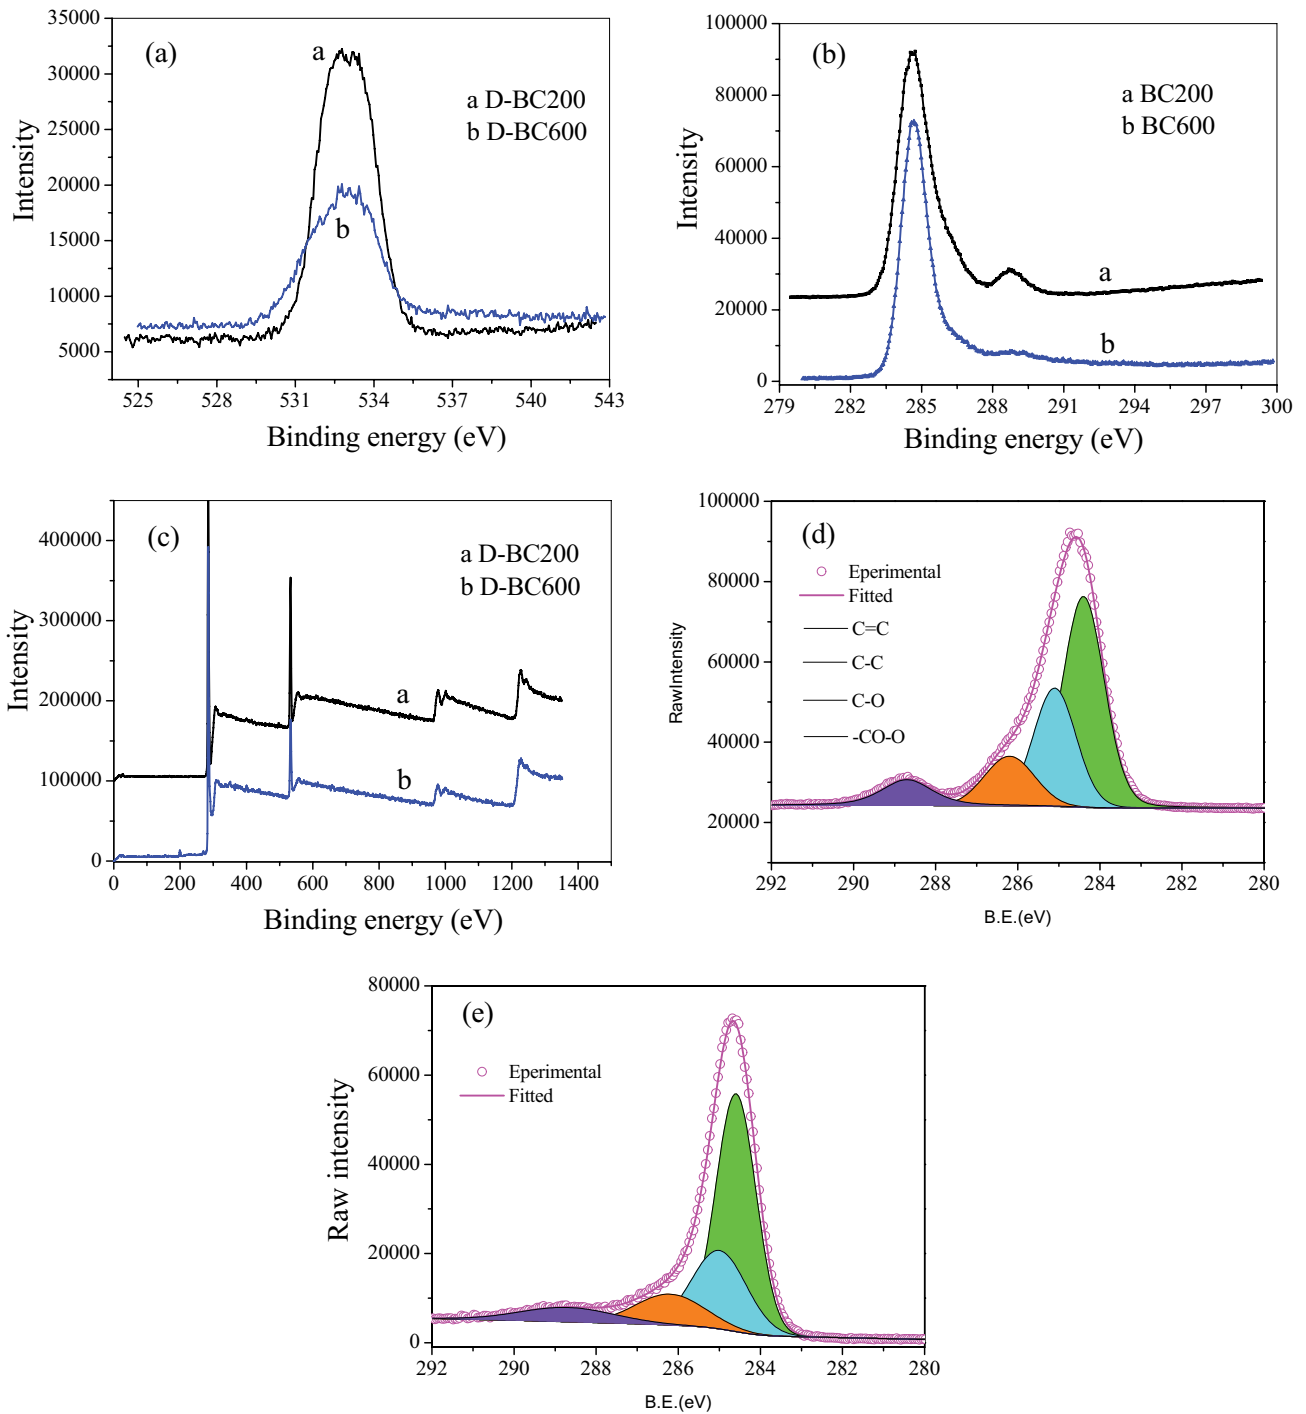 (a)
a
a D-BC200
b D-BC600
b
35000
30000
25000
20000
15000
10000
5000
Intensity
525 528 531 534 537 540 543
Binding energy (eV)
(b)
a BC200
b BC600
a
b
100000
80000
60000
40000
20000
0
Intensity
279 282 285 288 291 294 297 300
Binding energy (eV)
(c)
a D-BC200
b D-BC600
a
b
400000
300000
200000
100000
0
Intensity
0 200 400 600 800 1000 1200 1400
Binding energy (eV)
(d)
Eperimental
Fitted
C=C
C-C
C-O
-CO-O
100000
80000
60000
40000
20000
RawIntensity
292 290 288 286 284 282 280
B.E.(eV)
(e)
Eperimental
Fitted
80000
60000
40000
20000
0
Raw intensity
292 290 288 286 284 282 280
B.E.(eV)